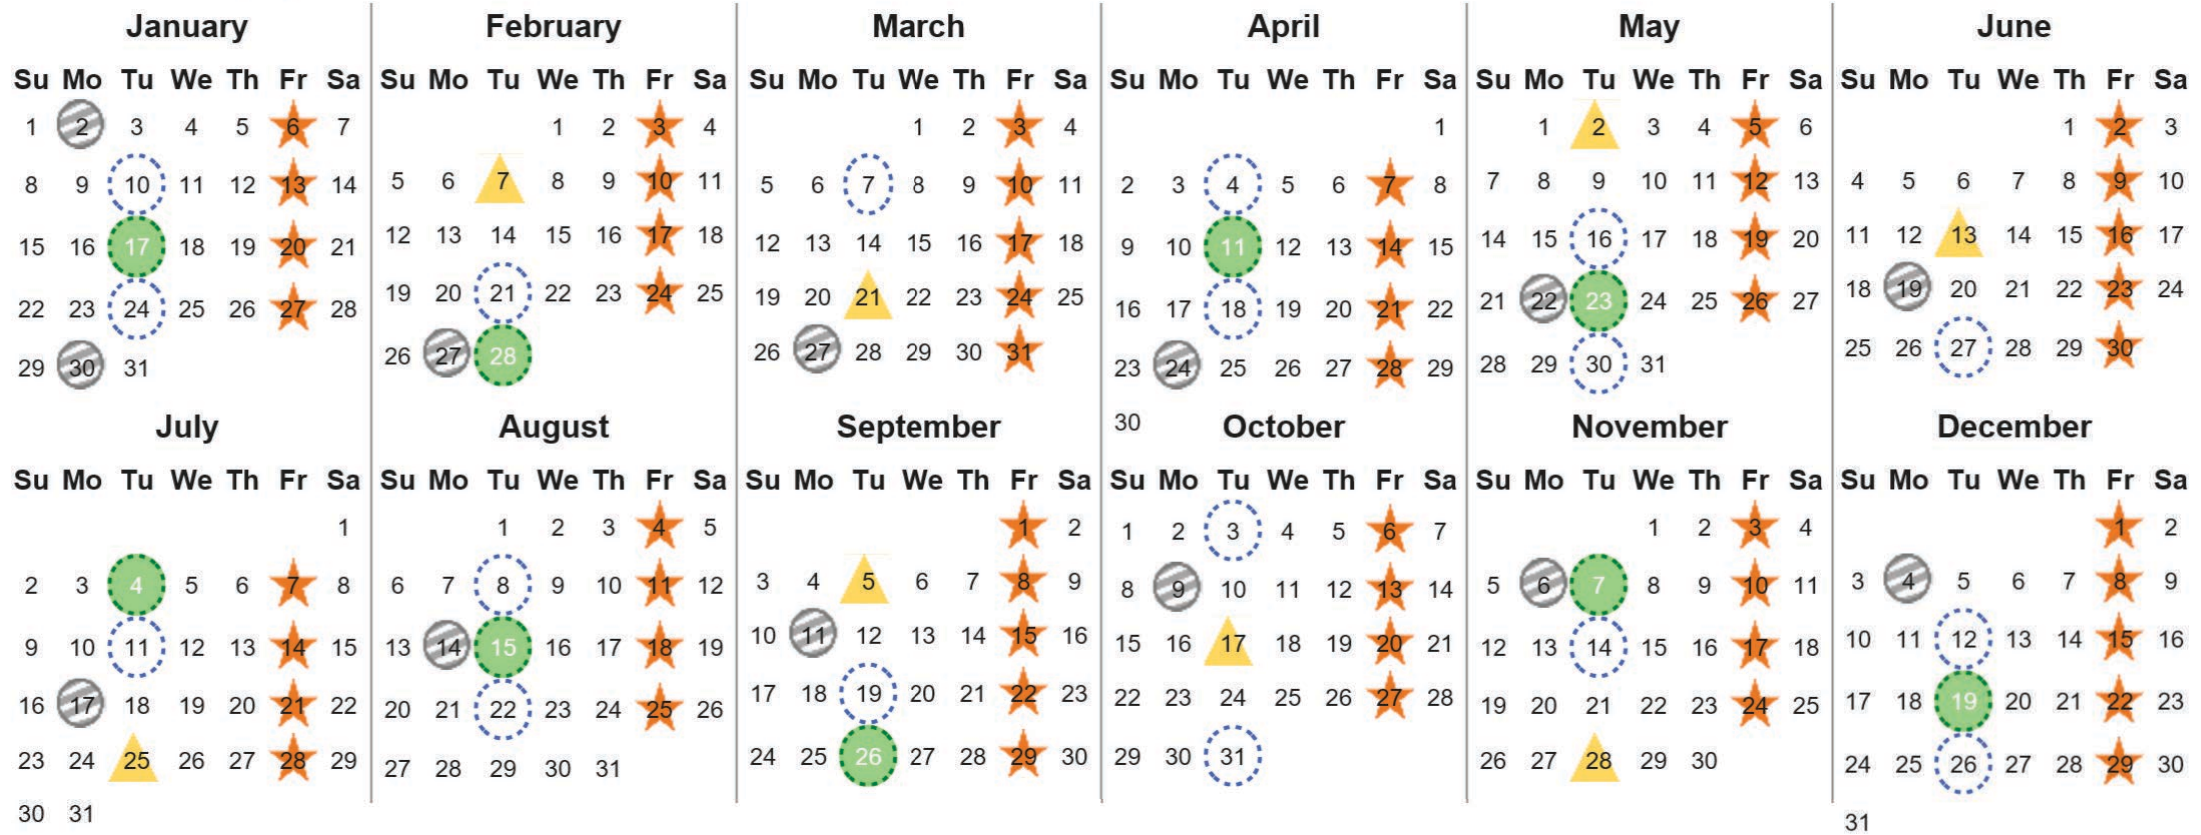 January
Su Mo Tu We Th Fr Sa
1 2 3 4 5 6 7
8 9 10 11 12 13 14
15 16 17 18 19 20 21
22 23 24 25 26 27 28
29 30 31
February
Su Mo Tu We Th Fr Sa
1 2 3 4
5 6 7 8 9 10 11
12 13 14 15 16 17 18
19 20 21 22 23 24 25
26 27 28
March
Su Mo Tu We Th Fr Sa
1 2 3 4
5 6 7 8 9 10 11
12 13 14 15 16 17 18
19 20 21 22 23 24 25
26 27 28 29 30 31
April
Su Mo Tu We Th Fr Sa
1
2 3 4 5 6 7 8
9 10 11 12 13 14 15
16 17 18 19 20 21 22
23 24 25 26 27 28 29
30
May
Su Mo Tu We Th Fr Sa
1 2 3 4 5 6
7 8 9 10 11 12 13
14 15 16 17 18 19 20
21 22 23 24 25 26 27
28 29 30 31
June
Su Mo Tu We Th Fr Sa
1 2 3
4 5 6 7 8 9 10
11 12 13 14 15 16 17
18 19 20 21 22 23 24
25 26 27 28 29 30
July
Su Mo Tu We Th Fr Sa
1
2 3 4 5 6 7 8
9 10 11 12 13 14 15
16 17 18 19 20 21 22
23 24 25 26 27 28 29
30 31
August
Su Mo Tu We Th Fr Sa
1 2 3 4 5
6 7 8 9 10 11 12
13 14 15 16 17 18 19
20 21 22 23 24 25 26
27 28 29 30 31
September
Su Mo Tu We Th Fr Sa
1 2
3 4 5 6 7 8 9
10 11 12 13 14 15 16
17 18 19 20 21 22 23
24 25 26 27 28 29 30
October
Su Mo Tu We Th Fr Sa
1 2 3 4 5 6 7
8 9 10 11 12 13 14
15 16 17 18 19 20 21
22 23 24 25 26 27 28
29 30 31
November
Su Mo Tu We Th Fr Sa
1 2 3 4
5 6 7 8 9 10 11
12 13 14 15 16 17 18
19 20 21 22 23 24 25
26 27 28 29 30
December
Su Mo Tu We Th Fr Sa
1 2
3 4 5 6 7 8 9
10 11 12 13 14 15 16
17 18 19 20 21 22 23
24 25 26 27 28 29 30
31